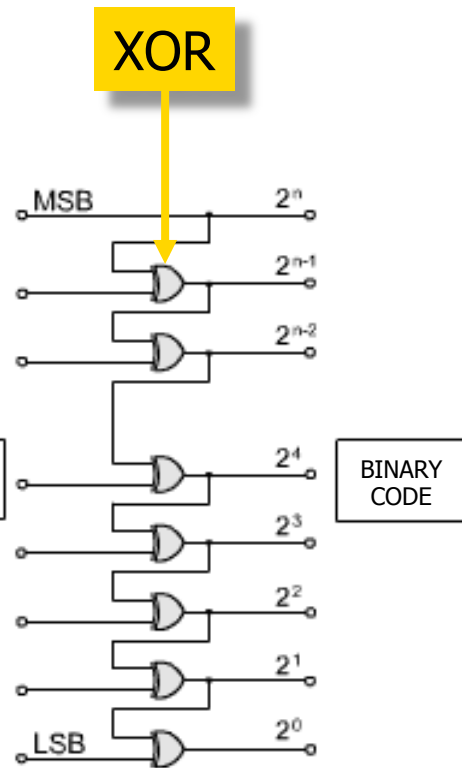 XOR
MSB 2ⁿ
2ⁿ⁻¹
2ⁿ⁻²
2⁴
BINARY
CODE
2³
2²
2¹
LSB 2⁰